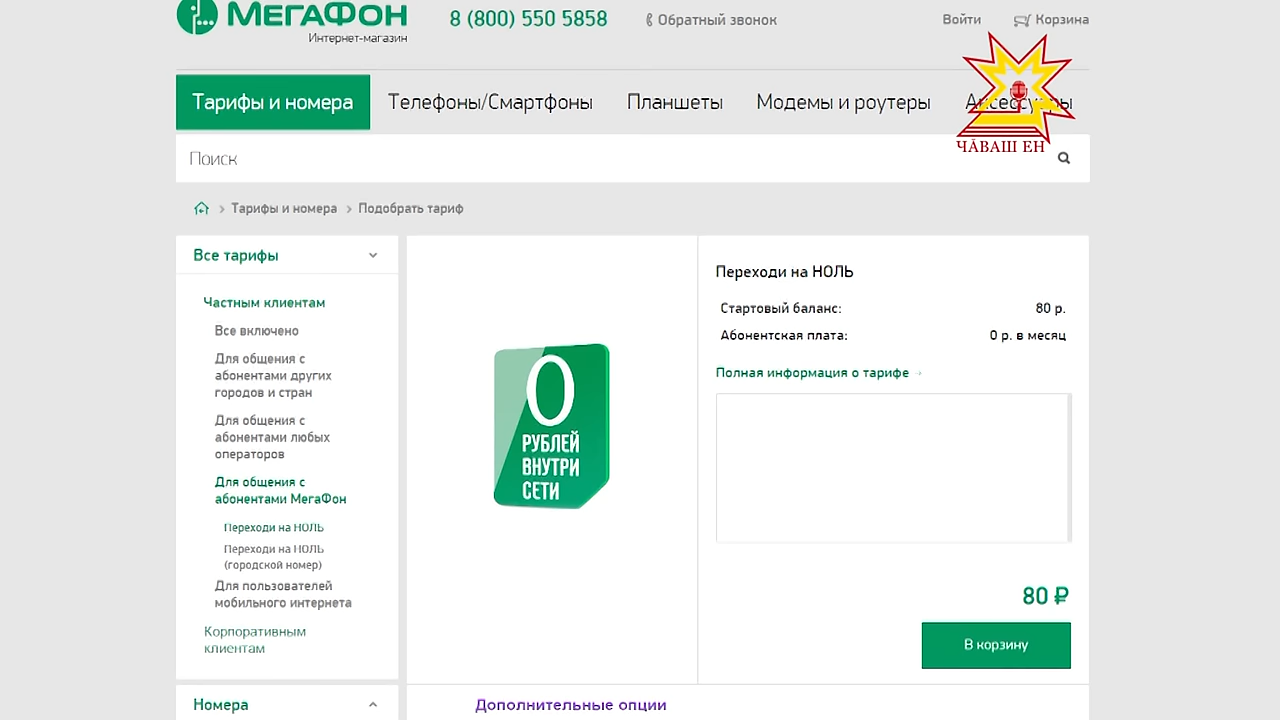 МЕГАФОН
Интернет-магазин
8 (800) 550 5858
Обратный звонок
Войти
Корзина
Тарифы и номера
Телефоны/Смартфоны
Планшеты
Модемы и роутеры
Аксессуары
ЧӐВАШ ЕН
Поиск
Тарифы и номера
Подобрать тариф
Все тарифы
Частным клиентам
Все включено
Для общения с
абонентами других
городов и стран
Для общения с
абонентами любых
операторов
Для общения с
абонентами МегаФон
Переходи на НОЛЬ
Переходи на НОЛЬ
(городской номер)
Для пользователей
мобильного интернета
Корпоративным
клиентам
Номера
0
РУБЛЕЙ
ВНУТРИ
СЕТИ
Переходи на НОЛЬ
Стартовый баланс: 80 р.
Абонентская плата: 0 р. в месяц
Полная информация о тарифе
80 ₽
В корзину
Дополнительные опции